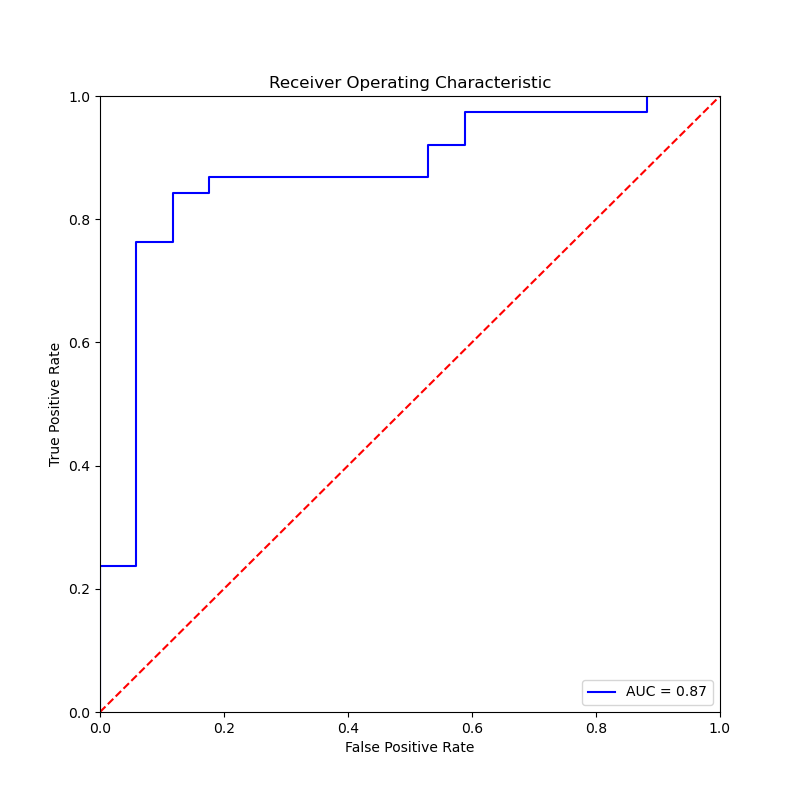 Receiver Operating Characteristic
1.0
0.8
0.6
0.4
0.2
0.0
True Positive Rate
AUC = 0.87
0.0 0.2 0.4 0.6 0.8 1.0
False Positive Rate